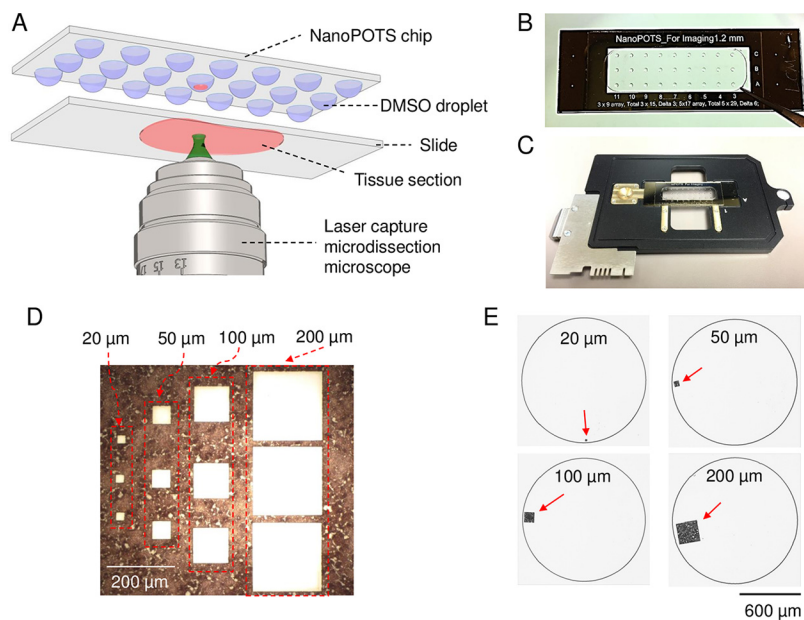 A
NanoPOTS chip
DMSO droplet
Slide
Tissue section
Laser capture
microdissection
microscope
15
13
B
NanoPOTS_For Imaging1.2 mm
C
B
A
11 10 9 8 7 6 5 4 3
3 x 9 array, Total 3 x 15, Delta 3; 5x17 array, Total 5 x 29, Delta 6;
C
D
20 µm
50 µm
100 µm
200 µm
200 µm
E
20 µm
50 µm
100 µm
200 µm
600 µm